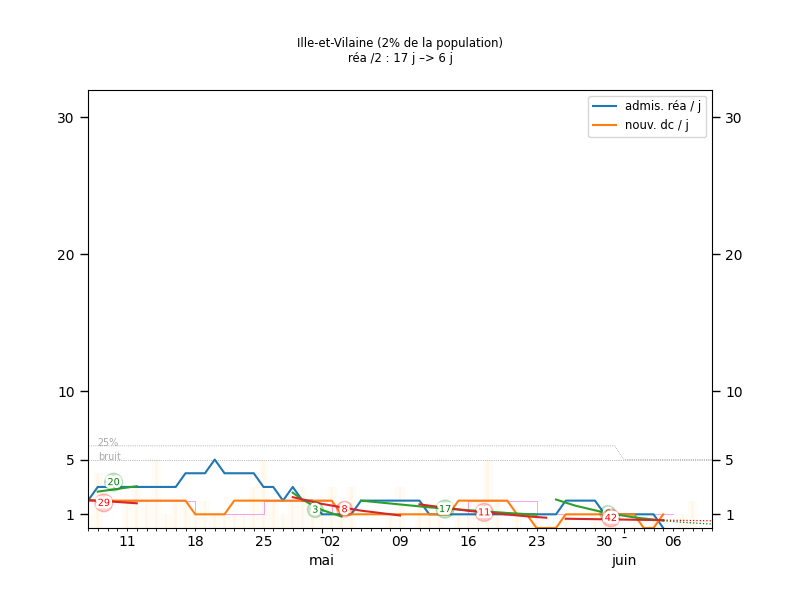 Ille-et-Vilaine (2% de la population)
réa /2 : 17 j –> 6 j
admis. réa / j
nouv. dc / j
30 30
20 20
10 10
5 5
1 1
25%
bruit
20
29
3
8
17
11
42
11 18 25 02 09 16 23 30 06
mai juin